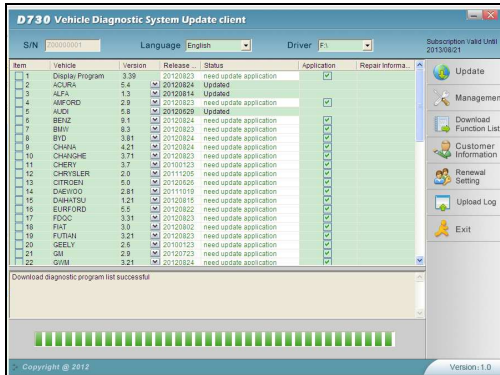 D730 Vehicle Diagnostic System Update client
S/N Z00000001 Language English Driver F:\
Subscription Valid Until
2013/08/21
Item Vehicle Version Release ... Status Application Repair Informa...
1 Display Program 3.39 20120823 need update application
2 ACURA 5.4 20120824 Updated
3 ALFA 1.3 20120814 Updated
4 AMFORD 2.9 20120823 need update application
5 AUDI 5.8 20120629 Updated
6 BENZ 9.1 20120824 need update application
7 BMW 8.3 20120823 need update application
8 BYD 3.81 20120824 need update application
9 CHANA 4.21 20120824 need update application
10 CHANGHE 3.71 20120823 need update application
11 CHERY 3.7 20100123 need update application
12 CHRYSLER 2.0 20111205 need update application
13 CITROEN 5.0 20120626 need update application
14 DAEWOO 2.81 20111019 need update application
15 DAIHATSU 1.21 20120815 need update application
16 EURFORD 5.5 20120822 need update application
17 FDQC 3.31 20120823 need update application
18 FIAT 3.0 20120802 need update application
19 FUTIAN 3.21 20120823 need update application
20 GEELY 2.6 20100123 need update application
21 GM 2.9 20120723 need update application
22 GWM 3.21 20120824 need update application
Update
Managemen
Download
Function List
Customer
Information
Renewal
Setting
Upload Log
Exit
Download diagnostic program list successful
Copyright @ 2012
Version: 1.0